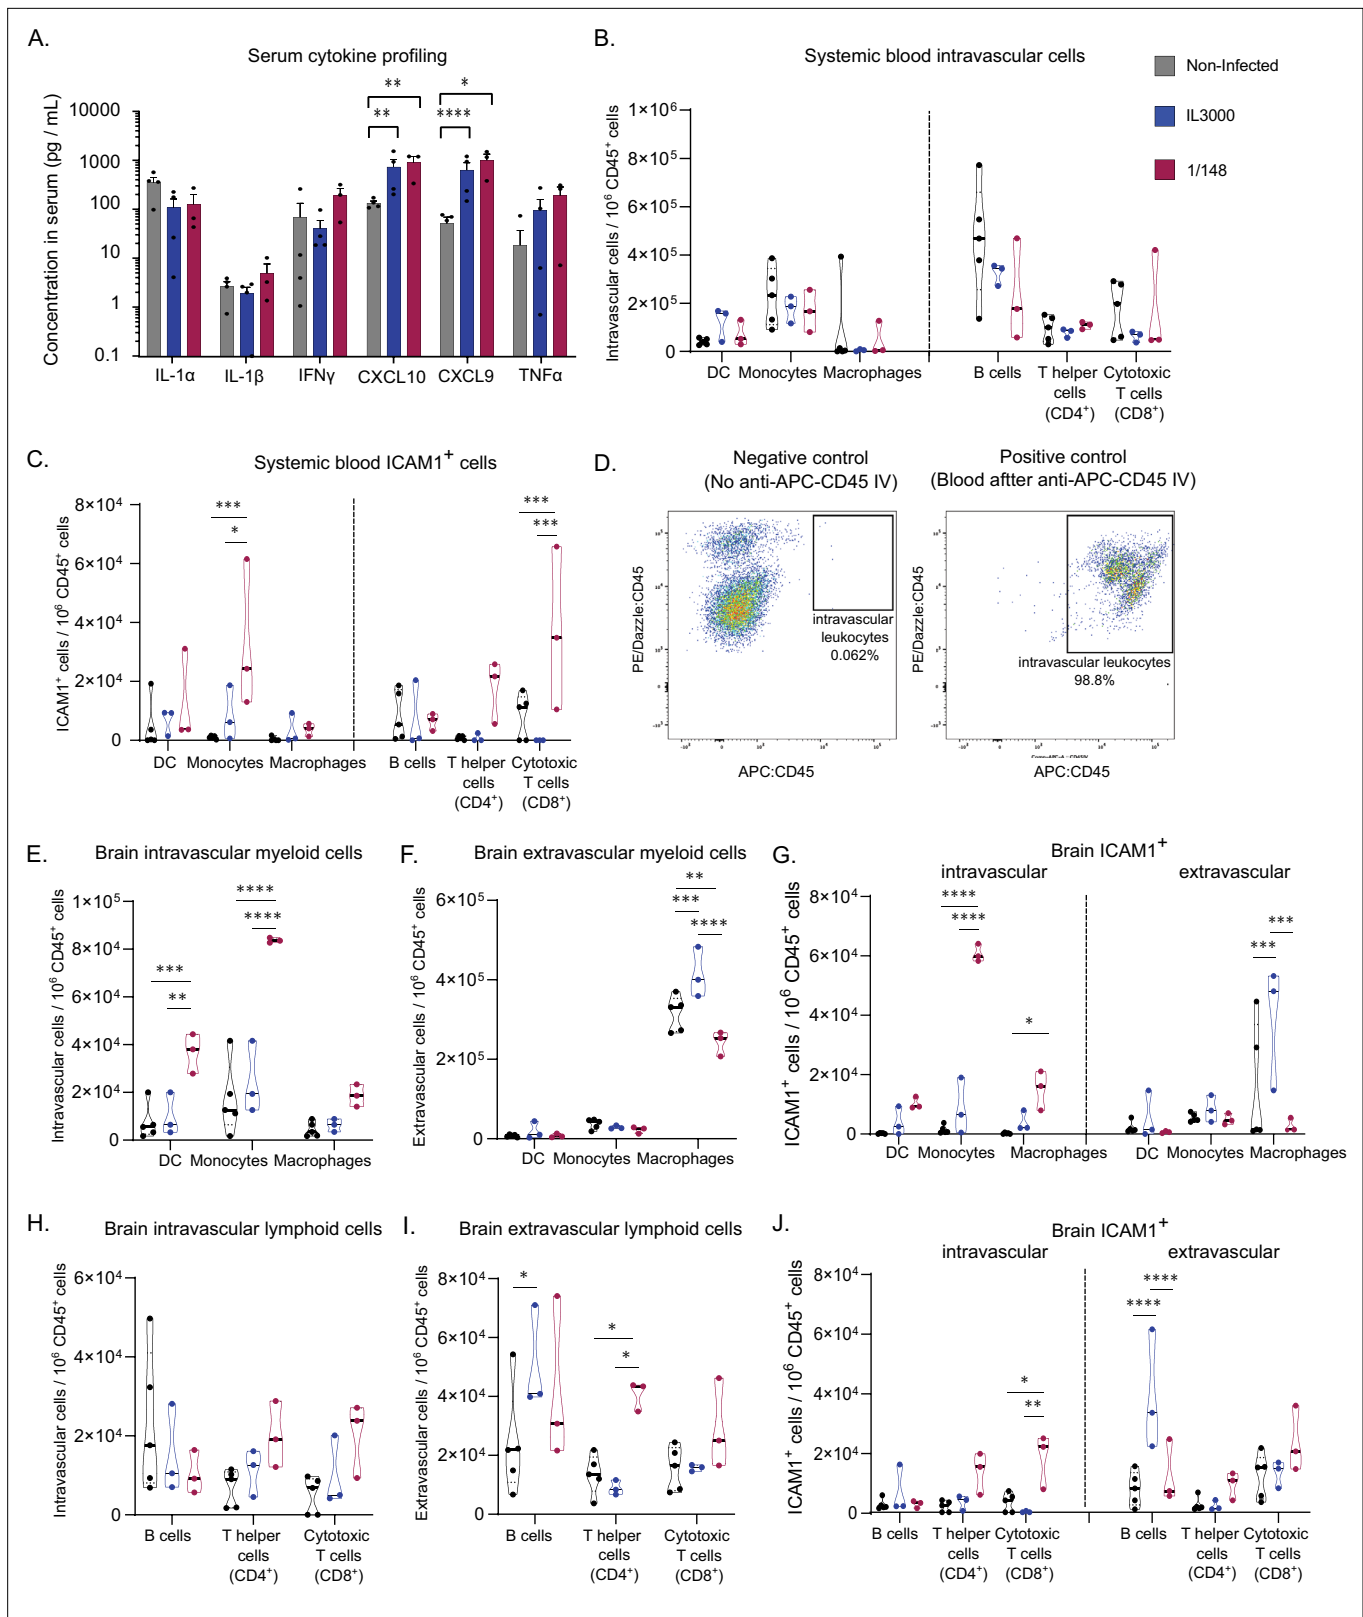 A.
Serum cytokine profiling
Concentration in serum (pg / mL)
10000
1000
100
10
1
0.1
** 
**
*
****
IL-1α IL-1β IFNγ CXCL10 CXCL9 TNFα
B.
Systemic blood intravascular cells
Non-Infected
IL3000
1/148
Intravascular cells / 10⁶ CD45⁺ cells
1×10⁶
8×10⁵
6×10⁵
4×10⁵
2×10⁵
0
DC Monocytes Macrophages B cells T helper Cytotoxic
cells T cells
(CD4⁺) (CD8⁺)
C.
Systemic blood ICAM1⁺ cells
ICAM1⁺ cells / 10⁶ CD45⁺ cells
8×10⁴
6×10⁴
4×10⁴
2×10⁴
0
***
*
***
***
DC Monocytes Macrophages B cells T helper Cytotoxic
cells T cells
(CD4⁺) (CD8⁺)
D.
Negative control
(No anti-APC-CD45 IV)
PE/Dazzle:CD45
intravascular
leukocytes
0.062%
APC:CD45
Positive control
(Blood after anti-APC-CD45 IV)
PE/Dazzle:CD45
intravascular leukocytes
98.8%
APC:CD45
E.
Brain intravascular myeloid cells
Intravascular cells / 10⁶ CD45⁺ cells
1×10⁵
8×10⁴
6×10⁴
4×10⁴
2×10⁴
0
***
**
****
****
DC Monocytes Macrophages
F.
Brain extravascular myeloid cells
Extravascular cells / 10⁶ CD45⁺ cells
6×10⁵
4×10⁵
2×10⁵
0
**
***
****
DC Monocytes Macrophages
G.
Brain ICAM1⁺
intravascular extravascular
ICAM1⁺ cells / 10⁶ CD45⁺ cells
8×10⁴
6×10⁴
4×10⁴
2×10⁴
0
****
****
*
***
***
DC Monocytes Macrophages DC Monocytes Macrophages
H.
Brain intravascular lymphoid cells
Intravascular cells / 10⁶ CD45⁺ cells
6×10⁴
4×10⁴
2×10⁴
0
B cells T helper Cytotoxic
cells T cells
(CD4⁺) (CD8⁺)
I.
Brain extravascular lymphoid cells
Extravascular cells / 10⁶ CD45⁺ cells
8×10⁴
6×10⁴
4×10⁴
2×10⁴
0
*
*
*
B cells T helper Cytotoxic
cells T cells
(CD4⁺) (CD8⁺)
J.
Brain ICAM1⁺
intravascular extravascular
ICAM1⁺ cells / 10⁶ CD45⁺ cells
8×10⁴
6×10⁴
4×10⁴
2×10⁴
0
*
**
****
****
B cells T helper Cytotoxic B cells T helper Cytotoxic
cells T cells cells T cells
(CD4⁺) (CD8⁺) (CD4⁺) (CD8⁺)